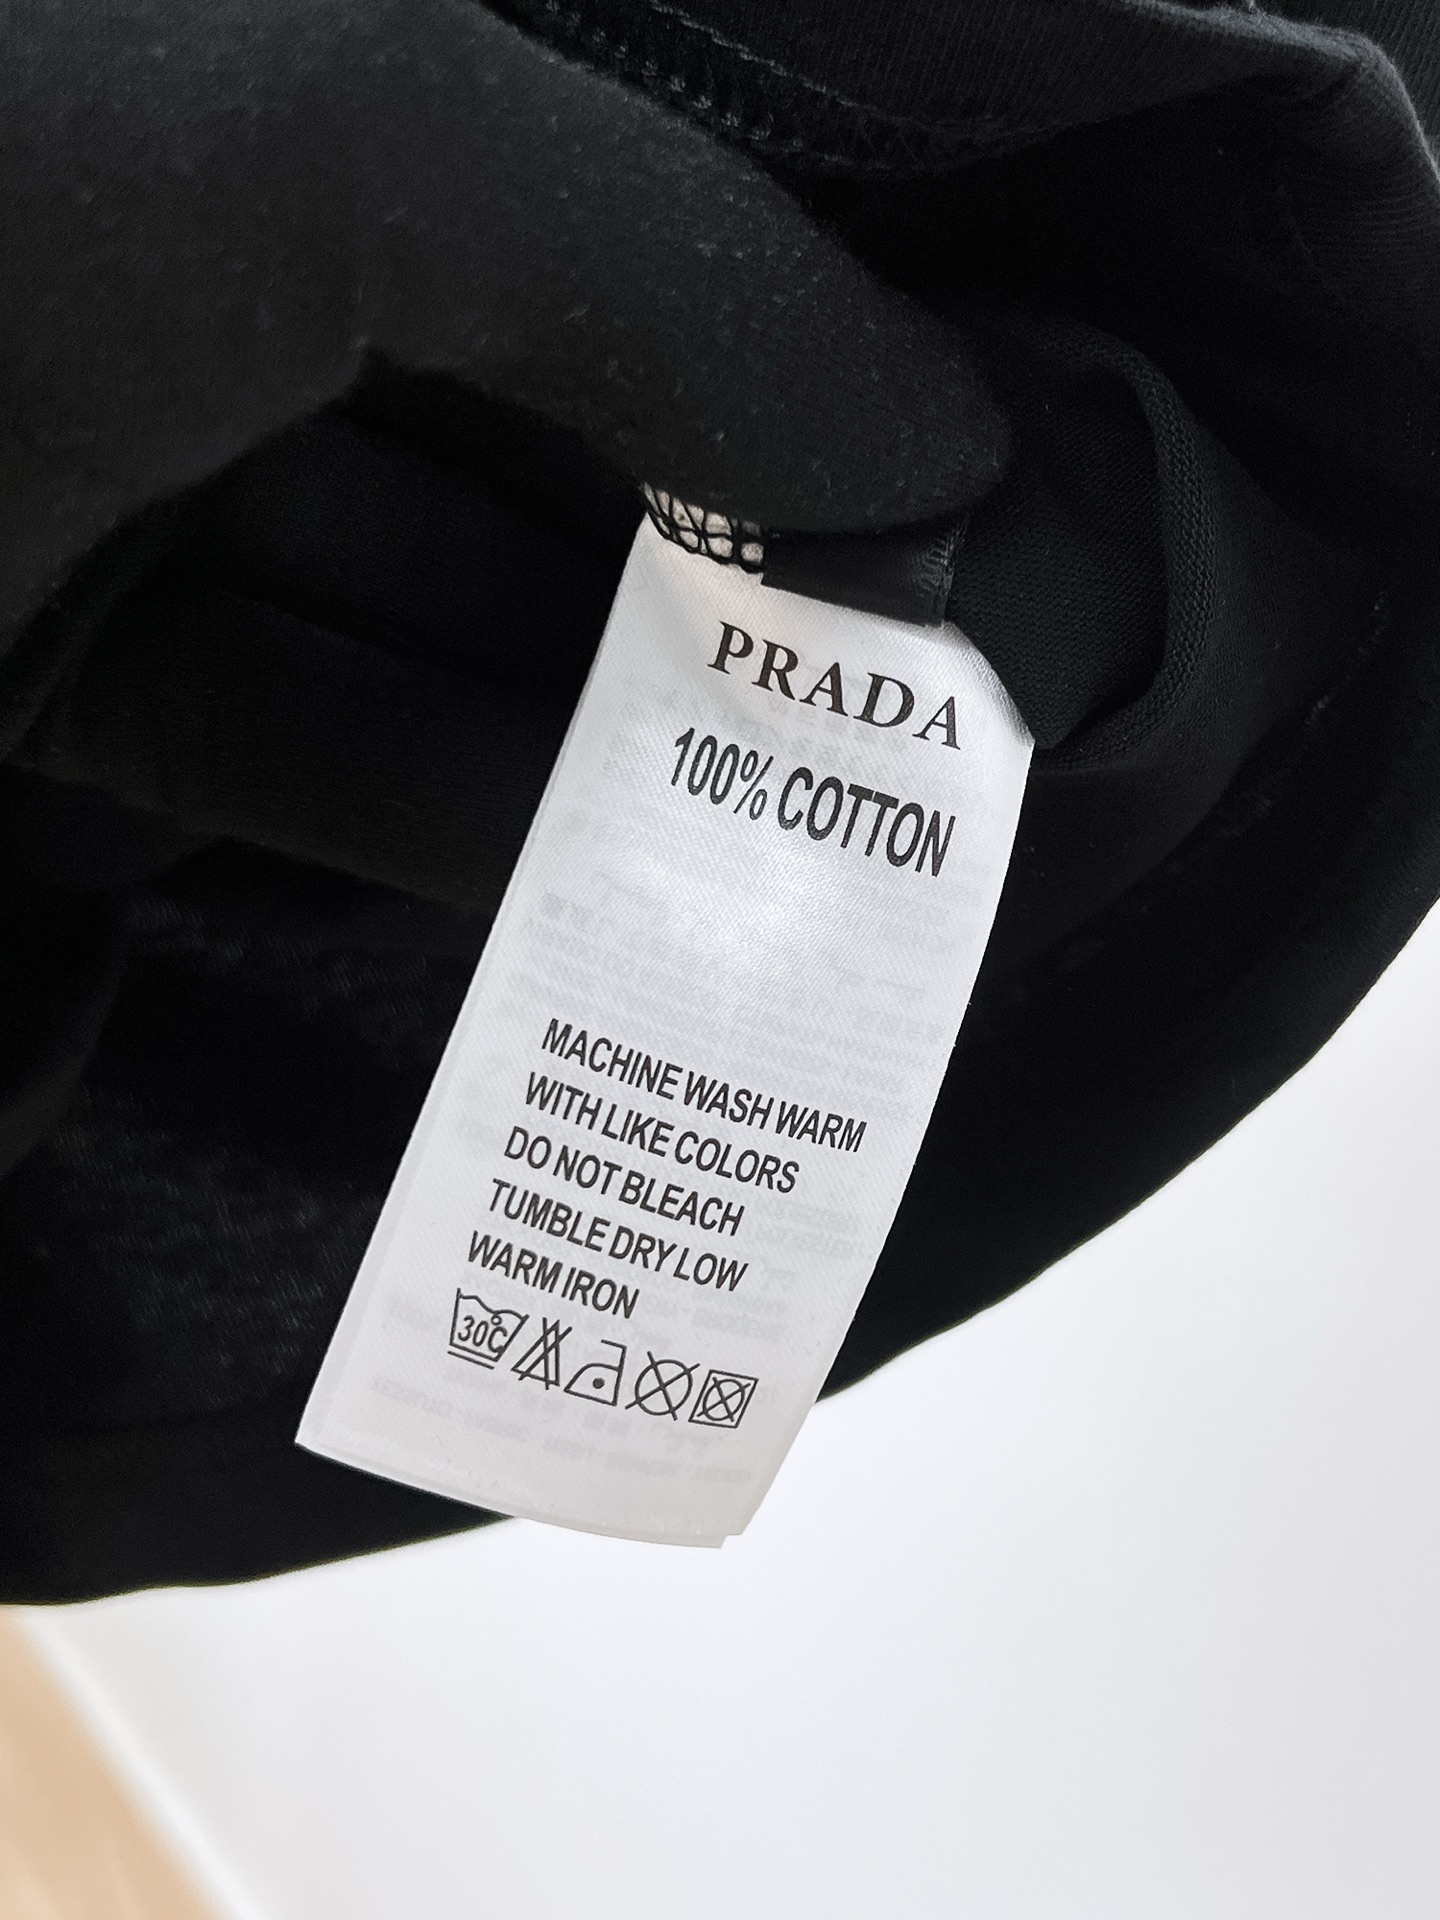 PRADA
100% COTTON
MACHINE WASH WARM
WITH LIKE COLORS
DO NOT BLEACH
TUMBLE DRY LOW
WARM IRON
30°C